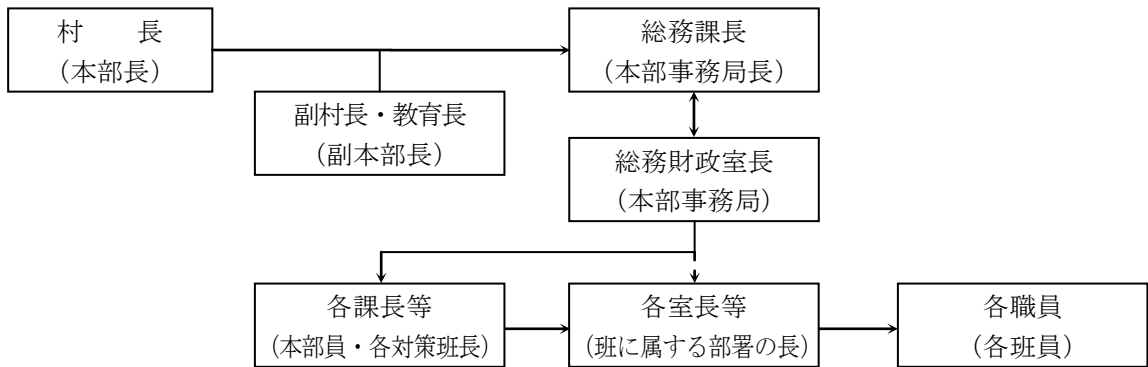 村　　長
（本部長）
総務課長
（本部事務局長）
副村長・教育長
（副本部長）
総務財政室長
（本部事務局）
各課長等
（本部員・各対策班長）
各室長等
（班に属する部署の長）
各職員
（各班員）